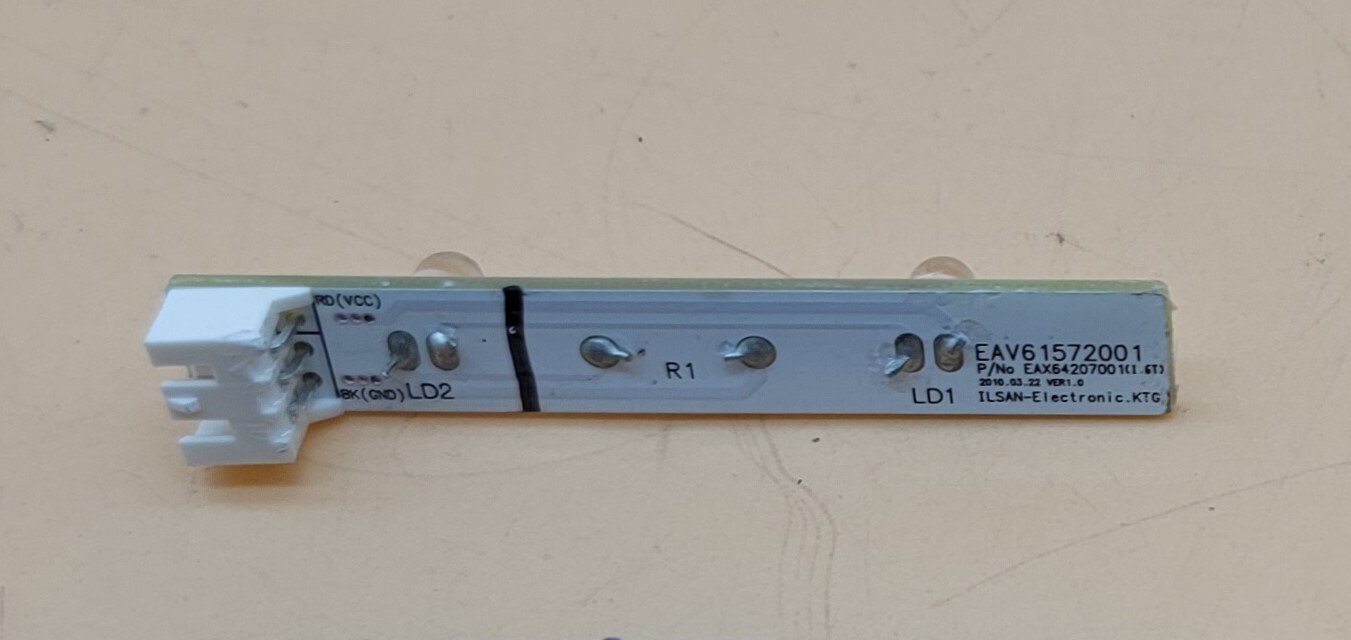 RD(VCC)
BK(GND)
LD2
R1
LD1
EAV61572001
P/No EAX64207001(1.6T)
2010.03.22 VER1.0
ILSAN-Electronic.KTG